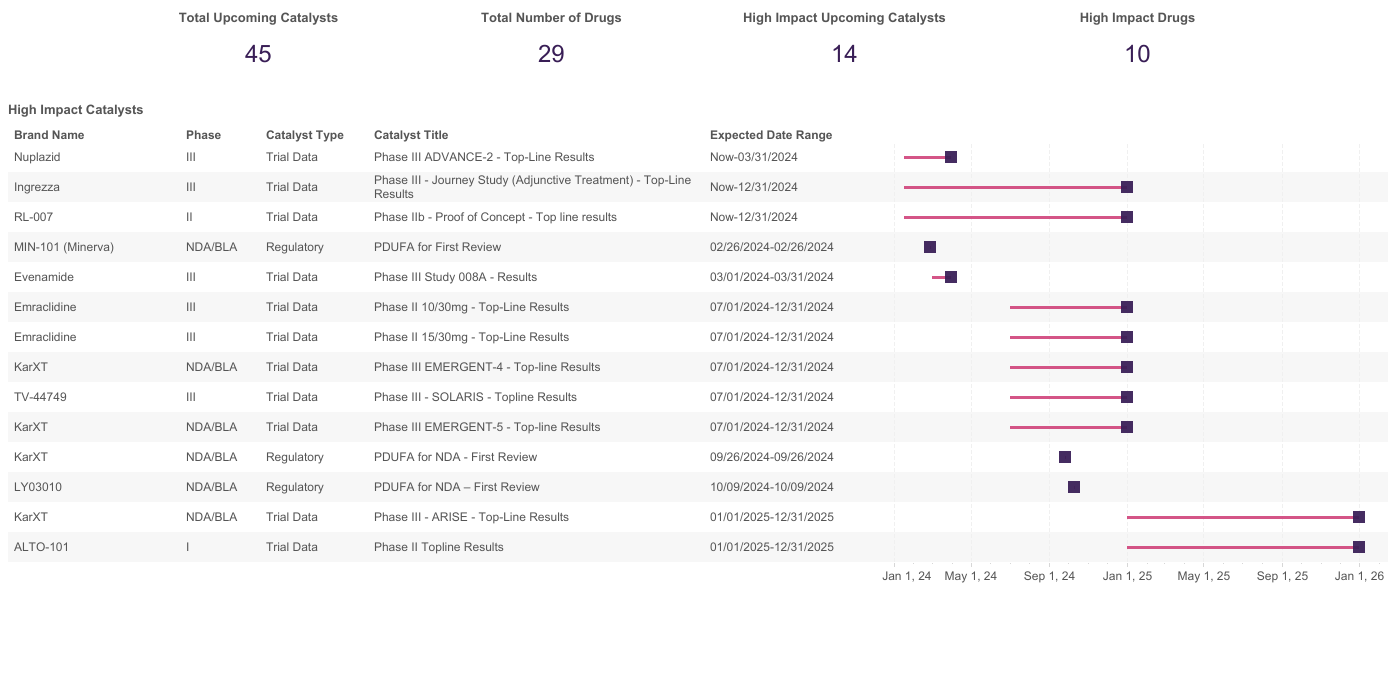 Total Upcoming Catalysts Total Number of Drugs High Impact Upcoming Catalysts High Impact Drugs
45 29 14 10
High Impact Catalysts
Brand Name Phase Catalyst Type Catalyst Title Expected Date Range
Nuplazid III Trial Data Phase III ADVANCE-2 - Top-Line Results Now-03/31/2024
Ingrezza III Trial Data Phase III - Journey Study (Adjunctive Treatment) - Top-Line Results Now-12/31/2024
RL-007 II Trial Data Phase IIb - Proof of Concept - Top line results Now-12/31/2024
MIN-101 (Minerva) NDA/BLA Regulatory PDUFA for First Review 02/26/2024-02/26/2024
Evenamide III Trial Data Phase III Study 008A - Results 03/01/2024-03/31/2024
Emraclidine III Trial Data Phase II 10/30mg - Top-Line Results 07/01/2024-12/31/2024
Emraclidine III Trial Data Phase II 15/30mg - Top-Line Results 07/01/2024-12/31/2024
KarXT NDA/BLA Trial Data Phase III EMERGENT-4 - Top-line Results 07/01/2024-12/31/2024
TV-44749 III Trial Data Phase III - SOLARIS - Topline Results 07/01/2024-12/31/2024
KarXT NDA/BLA Trial Data Phase III EMERGENT-5 - Top-line Results 07/01/2024-12/31/2024
KarXT NDA/BLA Regulatory PDUFA for NDA - First Review 09/26/2024-09/26/2024
LY03010 NDA/BLA Regulatory PDUFA for NDA – First Review 10/09/2024-10/09/2024
KarXT NDA/BLA Trial Data Phase III - ARISE - Top-Line Results 01/01/2025-12/31/2025
ALTO-101 I Trial Data Phase II Topline Results 01/01/2025-12/31/2025
Jan 1, 24 May 1, 24 Sep 1, 24 Jan 1, 25 May 1, 25 Sep 1, 25 Jan 1, 26